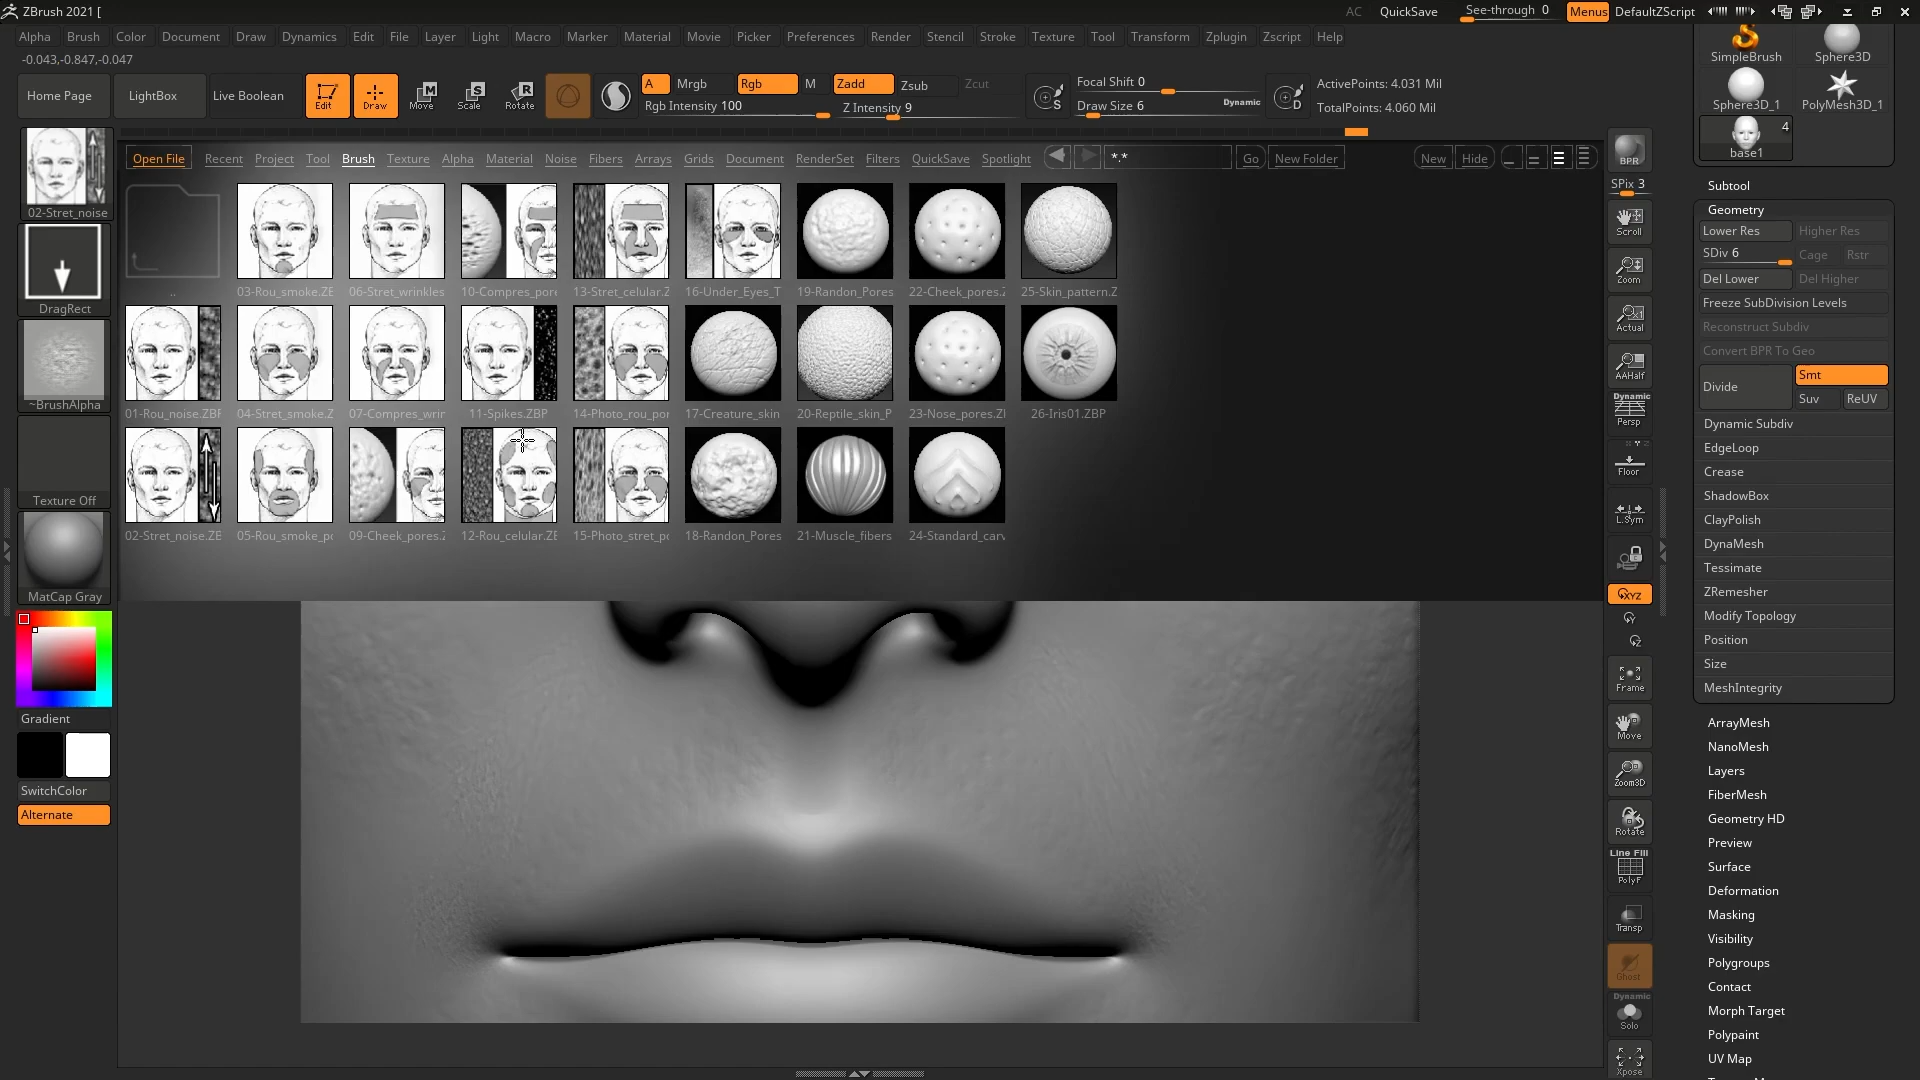 ZBrush 2021 [
AC
QuickSave
See-through 0
Menus
DefaultZScript
Alpha Brush Color Document Draw Dynamics Edit File Layer Light Macro Marker Material Movie Picker Preferences Render Stencil Stroke Texture Tool Transform Zplugin Zscript Help
-0.043,-0.847,-0.047
Home Page
LightBox
Live Boolean
Edit
Draw
Move
Scale
Rotate
A Mrgb Rgb M Zadd Zsub Zcut
Rgb Intensity 100
Z Intensity 9
Focal Shift 0
Draw Size 6
Dynamic
ActivePoints: 4.031 Mil
TotalPoints: 4.060 Mil
SimpleBrush
Sphere3D
Sphere3D_1
PolyMesh3D_1
4
base1
Open File Recent Project Tool Brush Texture Alpha Material Noise Fibers Arrays Grids Document RenderSet Filters QuickSave Spotlight
*.*
Go
New Folder
New
Hide
02-Stret_noise
DragRect
~BrushAlpha
Texture Off
MatCap Gray
Gradient
SwitchColor
Alternate
..
03-Rou_smoke.ZE
06-Stret_wrinkles
10-Compres_pore
13-Stret_celular.Z
16-Under_Eyes_T
19-Randon_Pores
22-Cheek_pores.Z
25-Skin_pattern.Z
01-Rou_noise.ZBF
04-Stret_smoke.Z
07-Compres_wrir
11-Spikes.ZBP
14-Photo_rou_por
17-Creature_skin
20-Reptile_skin_P
23-Nose_pores.Z
26-Iris01.ZBP
02-Stret_noise.ZE
05-Rou_smoke_pc
09-Cheek_pores.Z
12-Rou_celular.ZE
15-Photo_stret_pc
18-Randon_Pores
21-Muscle_fibers
24-Standard_carv
BPR
SPix 3
Scroll
Zoom
Actual
AAHalf
Dynamic
Persp
Floor
L.Sym
XYZ
Y
Z
Frame
Move
Zoom3D
Rotate
Line Fill
PolyF
Transp
Ghost
Dynamic
Solo
Xpose
Subtool
Geometry
Lower Res
Higher Res
SDiv 6
Cage
Rstr
Del Lower
Del Higher
Freeze SubDivision Levels
Reconstruct Subdiv
Convert BPR To Geo
Divide
Smt
Suv
ReUV
Dynamic Subdiv
EdgeLoop
Crease
ShadowBox
ClayPolish
DynaMesh
Tessimate
ZRemesher
Modify Topology
Position
Size
MeshIntegrity
ArrayMesh
NanoMesh
Layers
FiberMesh
Geometry HD
Preview
Surface
Deformation
Masking
Visibility
Polygroups
Contact
Morph Target
Polypaint
UV Map